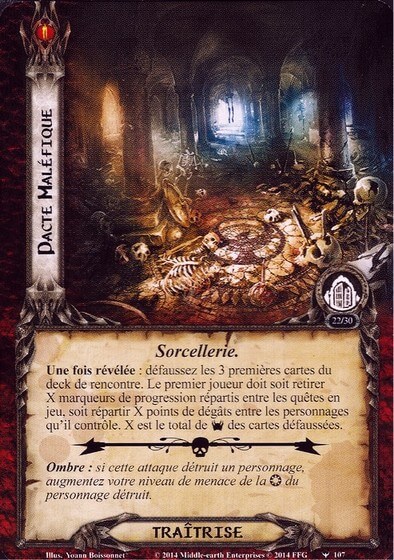 DACTE MALÉFIQUE
22/30
Sorcellerie.
Une fois révélée : défaussez les 3 premières cartes du
deck de rencontre. Le premier joueur doit soit retirer
X marqueurs de progression répartis entre les quêtes en
jeu, soit répartir X points de dégâts entre les personnages
qu'il contrôle. X est le total de des cartes défaussées.
Ombre : si cette attaque détruit un personnage,
augmentez votre niveau de menace de la du
personnage détruit.
TRAÎTRISE
Illus. Yoann Boissonnet © 2014 Middle-earth Enterprises © 2014 FFG 107